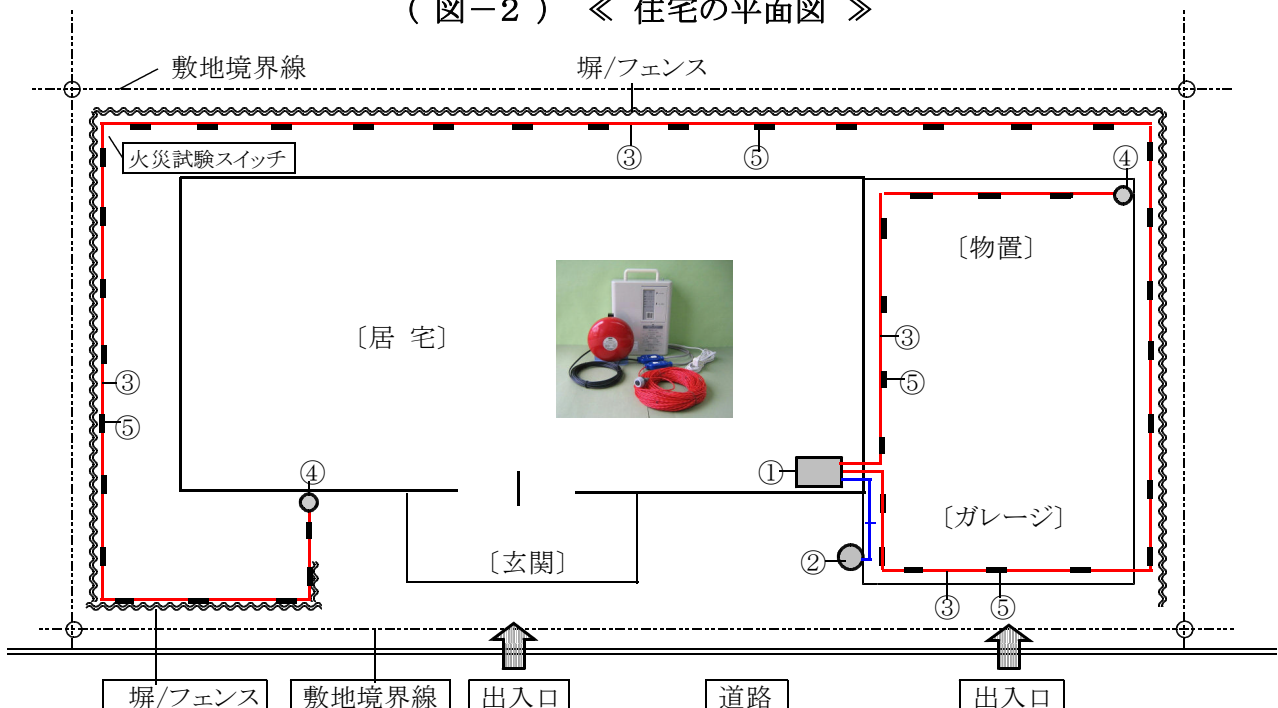 ( 図－2 ) ≪ 住宅の平面図 ≫
敷地境界線
塀/フェンス
火災試験スイッチ
③
⑤
④
〔物置〕
〔居 宅〕
③
③
⑤
⑤
④
①
〔ガレージ〕
〔玄関〕
②
③
⑤
塀/フェンス
敷地境界線
出入口
道路
出入口